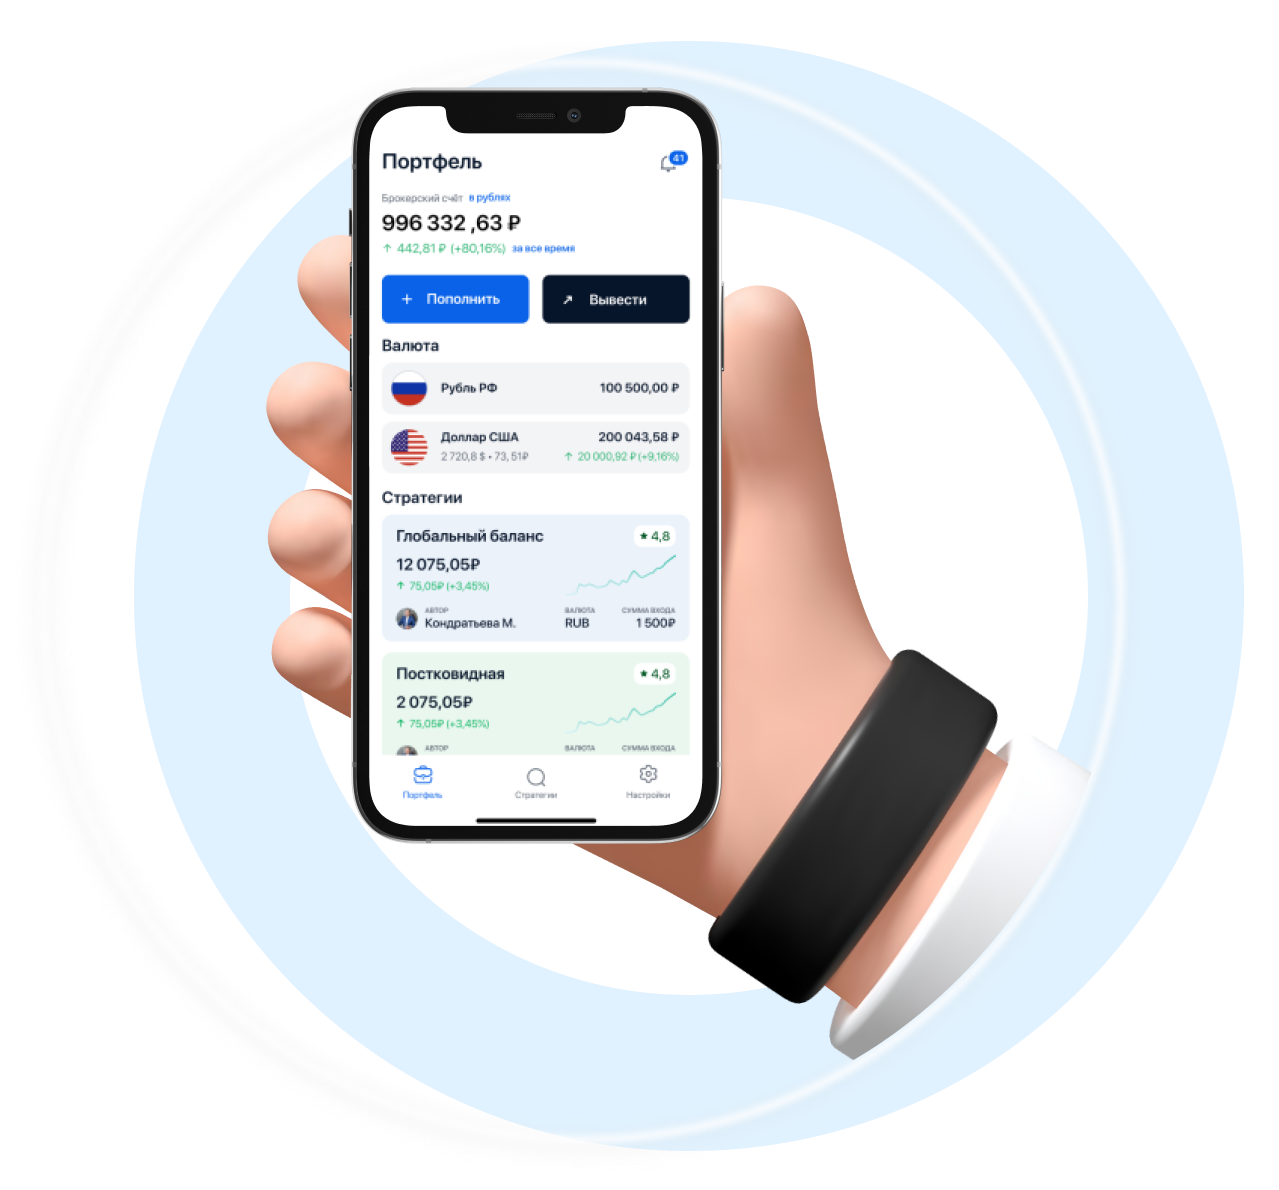 Портфель
41
Брокерский счёт в рублях
996 332 ,63 ₽
↑ 442,81 ₽ (+80,16%) за все время
+ Пополнить
↗ Вывести
Валюта
Рубль РФ 100 500,00 ₽
Доллар США 200 043,58 ₽
2 720,8 $ • 73, 51₽ ↑ 20 000,92 ₽ (+9,16%)
Стратегии
Глобальный баланс ★ 4,8
12 075,05₽
↑ 75,05₽ (+3,45%)
АВТОР ВАЛЮТА СУММА ВХОДА
Кондратьева М. RUB 1 500₽
Постковидная ★ 4,8
2 075,05₽
↑ 75,05₽ (+3,45%)
АВТОР ВАЛЮТА СУММА ВХОДА
Портфель Стратегии Настройки